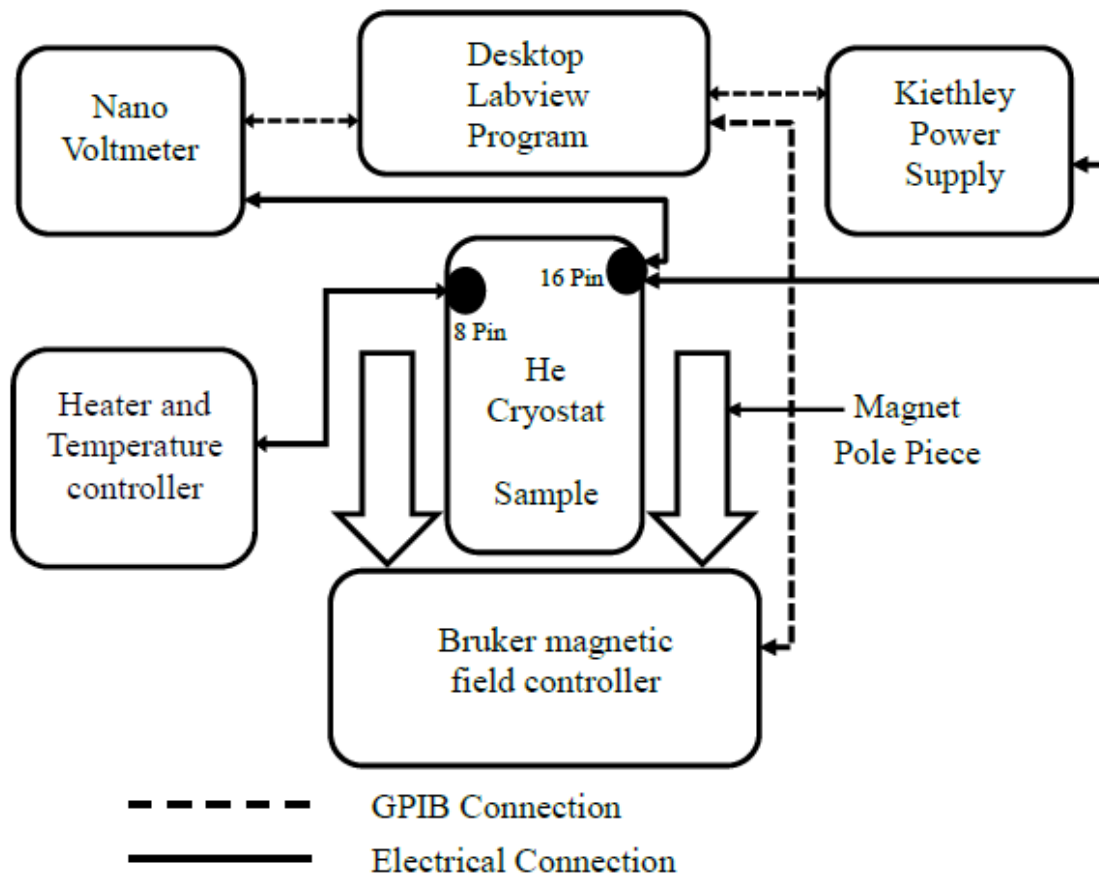 Desktop
Labview
Program
Nano
Voltmeter
Kiethley
Power
Supply
16 Pin
8 Pin
He
Cryostat
Sample
Heater and
Temperature
controller
Magnet
Pole Piece
Bruker magnetic
field controller
GPIB Connection
Electrical Connection